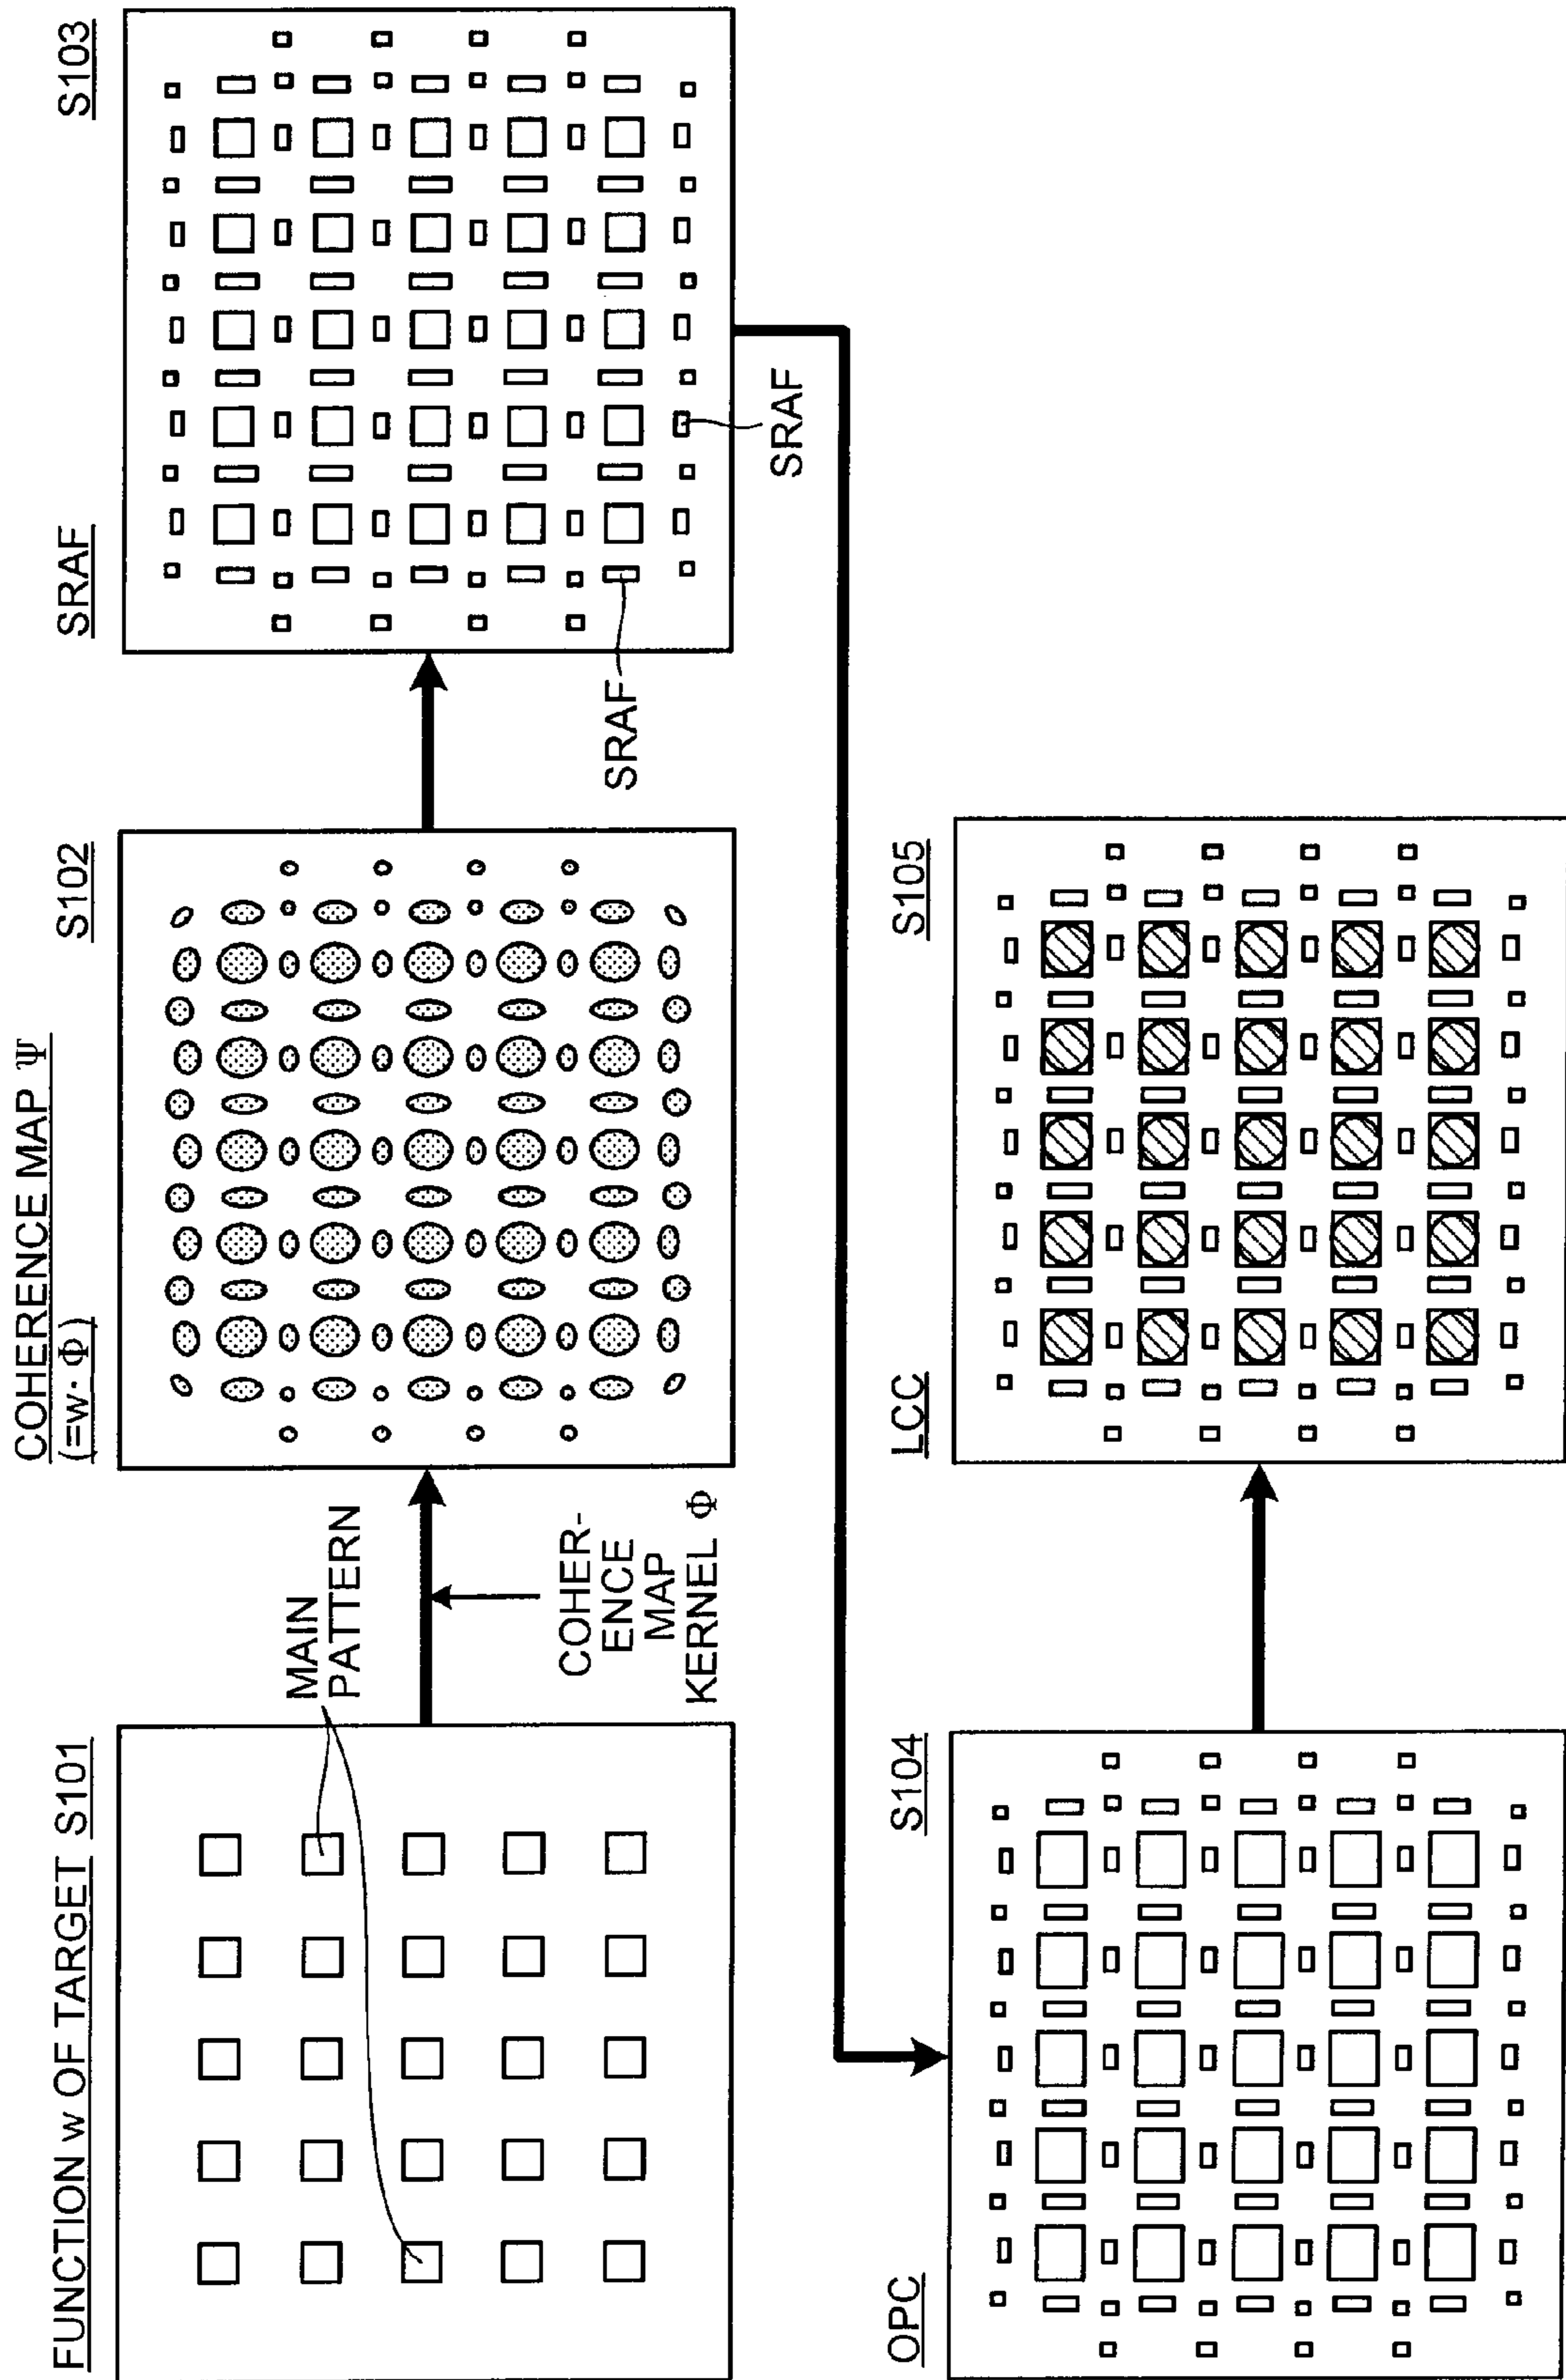 FUNCTION w OF TARGET S101
MAIN
PATTERN
COHER-
ENCE
MAP
KERNEL Φ
COHERENCE MAP Ψ
(=w· Φ)
S102
SRAF
S103
SRAF
SRAF
OPC
S104
LCC
S105